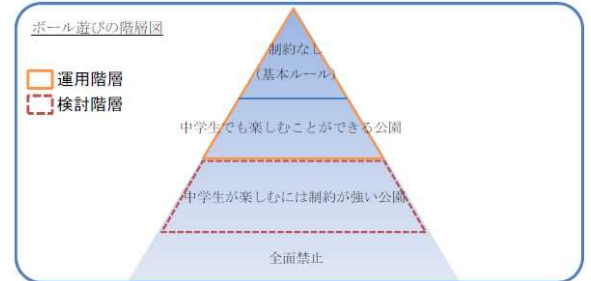 ボール遊びの階層図
運用階層
検討階層
制約なし
（基本ルール）
中学生でも楽しむことができる公園
中学生が楽しむには制約が強い公園
全面禁止